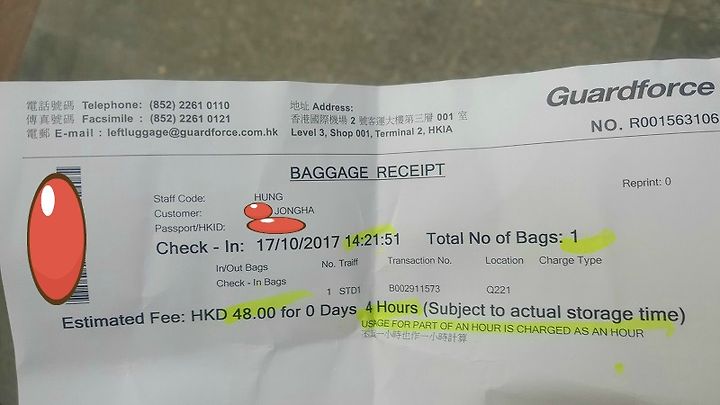 電話號碼 Telephone: (852) 2261 0110
傳真號碼 Facsimile : (852) 2261 0121
電郵 E-mail : leftluggage@guardforce.com.hk
地址 Address:
香港國際機場 2 號客運大樓第三層 001 室
Level 3, Shop 001, Terminal 2, HKIA
Guardforce
NO. R001563106
BAGGAGE RECEIPT
Reprint: 0
Staff Code: HUNG
Customer: JONGHA
Passport/HKID:
Check - In: 17/10/2017 14:21:51 Total No of Bags: 1
In/Out Bags No. Traiff Transaction No. Location Charge Type
Check - In Bags 1 STD1 B002911573 Q221
Estimated Fee: HKD 48.00 for 0 Days 4 Hours (Subject to actual storage time)
USAGE FOR PART OF AN HOUR IS CHARGED AS AN HOUR
一小時也作一小時計算